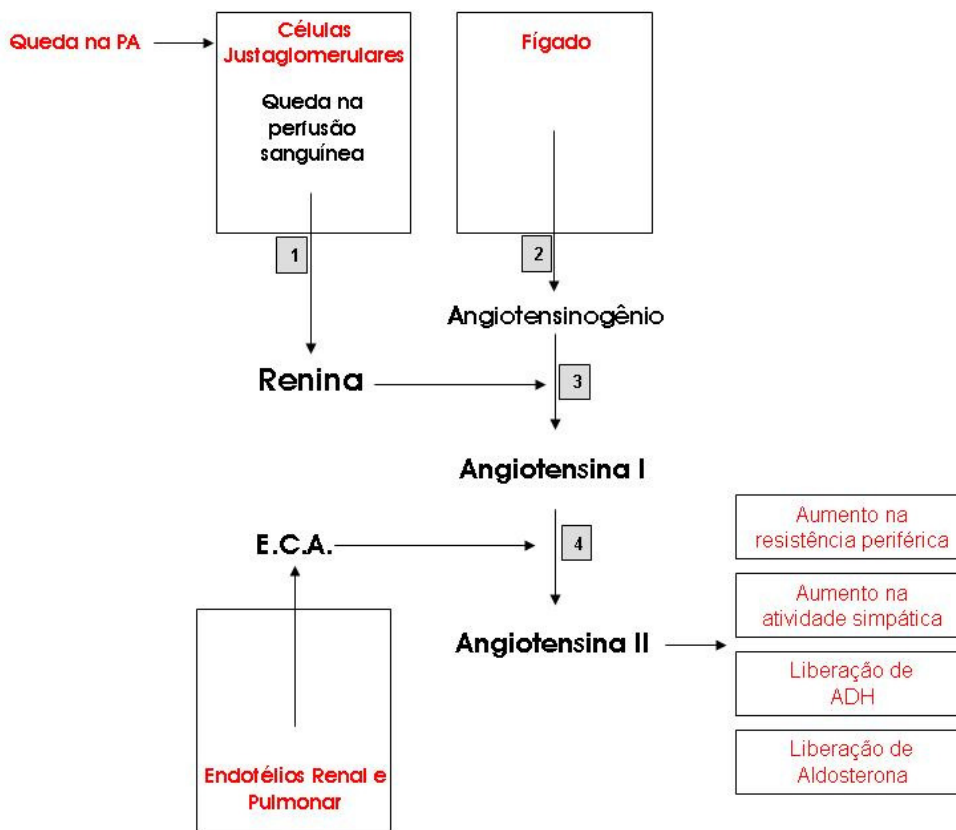 Queda na PA
Células
Justaglomerulares
Queda na
perfusão
sanguínea
Fígado
1
2
Angiotensinogênio
Renina
3
Angiotensina I
E.C.A.
4
Angiotensina II
Aumento na
resistência periférica
Aumento na
atividade simpática
Liberação de
ADH
Liberação de
Aldosterona
Endotélios Renal e
Pulmonar